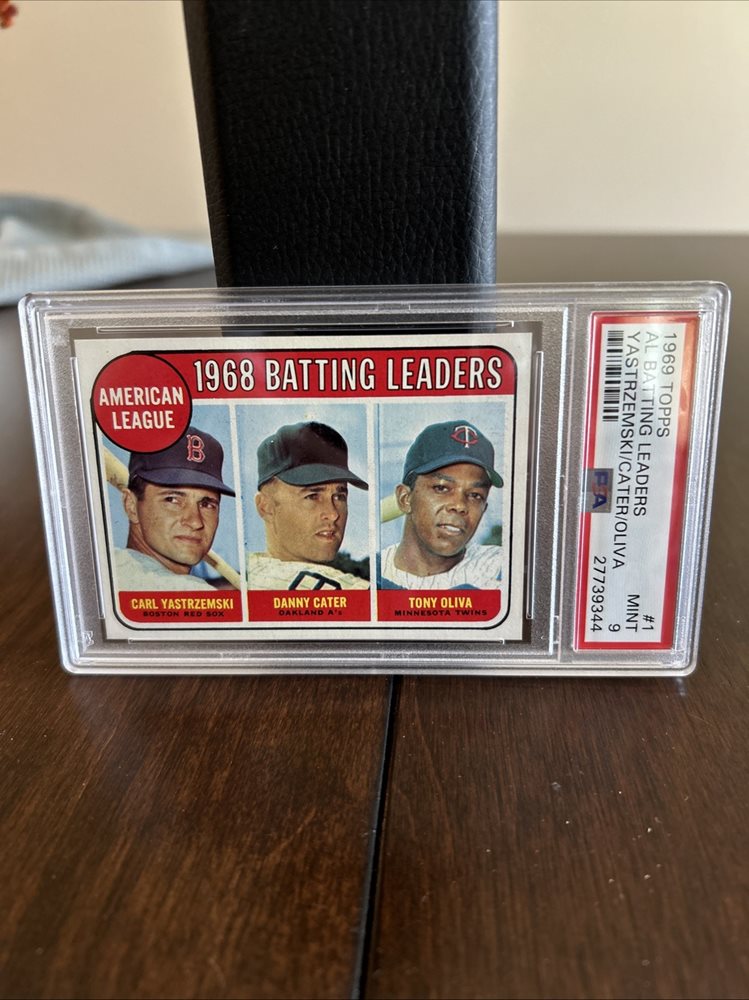 1968 BATTING LEADERS
AMERICAN
LEAGUE
B
CARL YASTRZEMSKI
BOSTON RED SOX
DANNY CATER
OAKLAND A's
TONY OLIVA
MINNESOTA TWINS
1969 TOPPS #1
AL BATTING LEADERS MINT
YASTRZEMSKI/CATER/OLIVA 9
PSA 27739344